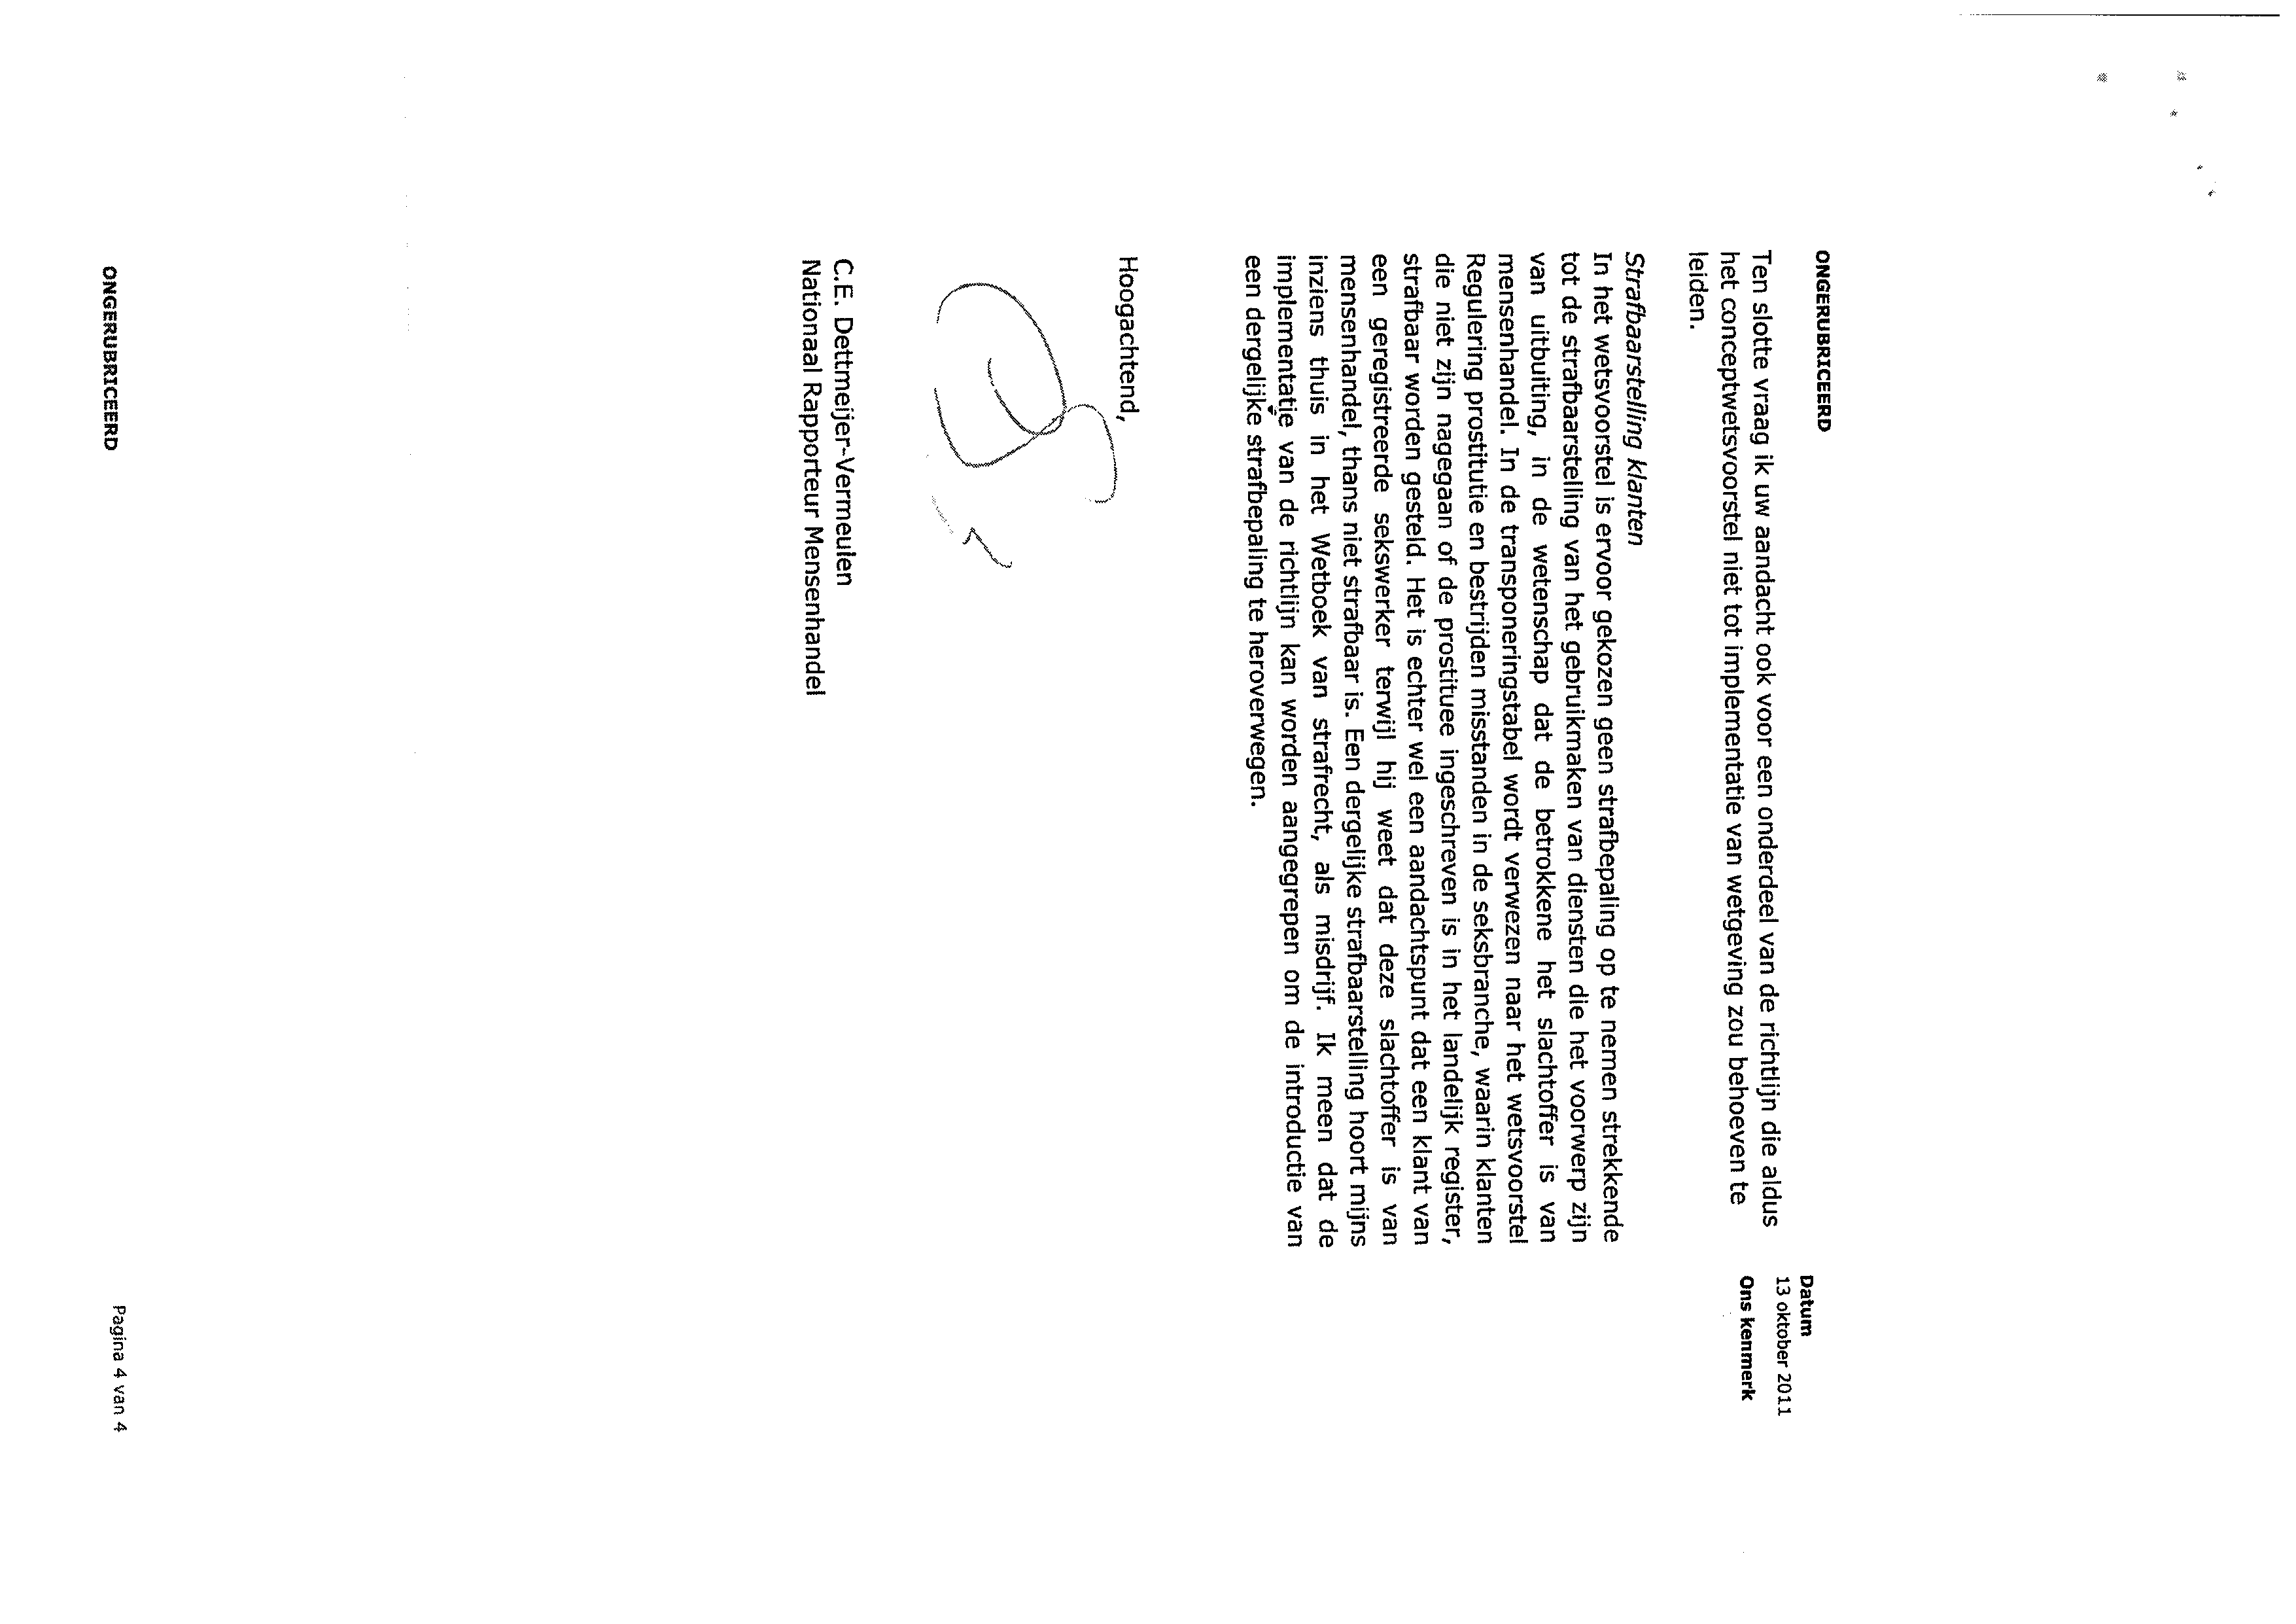 ONGERUBRICEERD
Ten slotte vraag ik uw aandacht ook voor een onderdeel van de richtlijn die aldus
het conceptwetsvoorstel niet tot implementatie van wetgeving zou behoeven te
leiden.
Datum
13 oktober 2011
Ons kenmerk
Strafbaarstelling klanten
In het wetsvoorstel is ervoor gekozen geen strafbepaling op te nemen strekkende
tot de strafbaarstelling van het gebruikmaken van diensten die het voorwerp zijn
van uitbuiting, in de wetenschap dat de betrokkene het slachtoffer is van
mensenhandel. In de transponeringstabel wordt verwezen naar het wetsvoorstel
Regulering prostitutie en bestrijden misstanden in de seksbranche, waarin klanten
die niet zijn nagegaan of de prostituee ingeschreven is in het landelijk register,
strafbaar worden gesteld. Het is echter wel een aandachtspunt dat een klant van
een geregistreerde sekswerker terwijl hij weet dat deze slachtoffer is van
mensenhandel, thans niet strafbaar is. Een dergelijke strafbaarstelling hoort mijns
inziens thuis in het Wetboek van strafrecht, als misdrijf. Ik meen dat de
implementatie van de richtlijn kan worden aangegrepen om de introductie van
een dergelijke strafbepaling te heroverwegen.
Hoogachtend,
C.E. Dettmeijer-Vermeulen
Nationaal Rapporteur Mensenhandel
ONGERUBRICEERD
Pagina 4 van 4